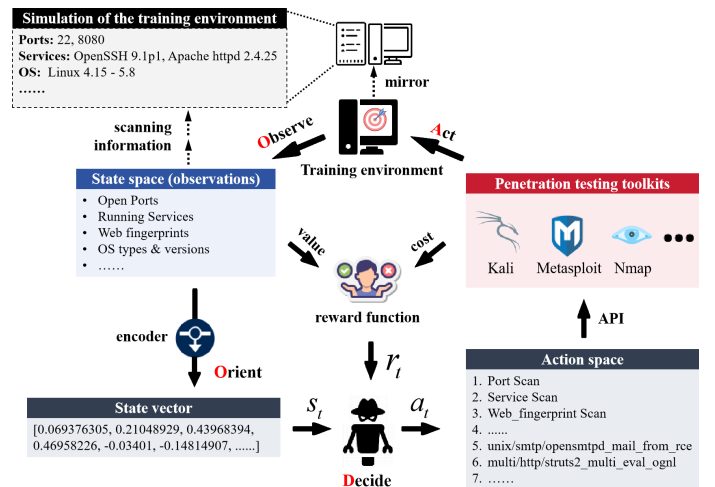 Simulation of the training environment
Ports: 22, 8080
Services: OpenSSH 9.1p1, Apache httpd 2.4.25
OS: Linux 4.15 - 5.8
......
mirror
scanning
information
Observe
Act
Training environment
State space (observations)
• Open Ports
• Running Services
• Web fingerprints
• OS types & versions
• ......
Penetration testing toolkits
Kali
Metasploit
Nmap
value
cost
reward function
encoder
Orient
API
r_t
State vector
[0.069376305, 0.21048929, 0.43968394,
0.46958226, -0.03401, -0.14814907, ......]
s_t
a_t
Decide
Action space
1. Port Scan
2. Service Scan
3. Web_fingerprint Scan
4. ......
5. unix/smtp/opensmtpd_mail_from_rce
6. multi/http/struts2_multi_eval_ognl
7. ......